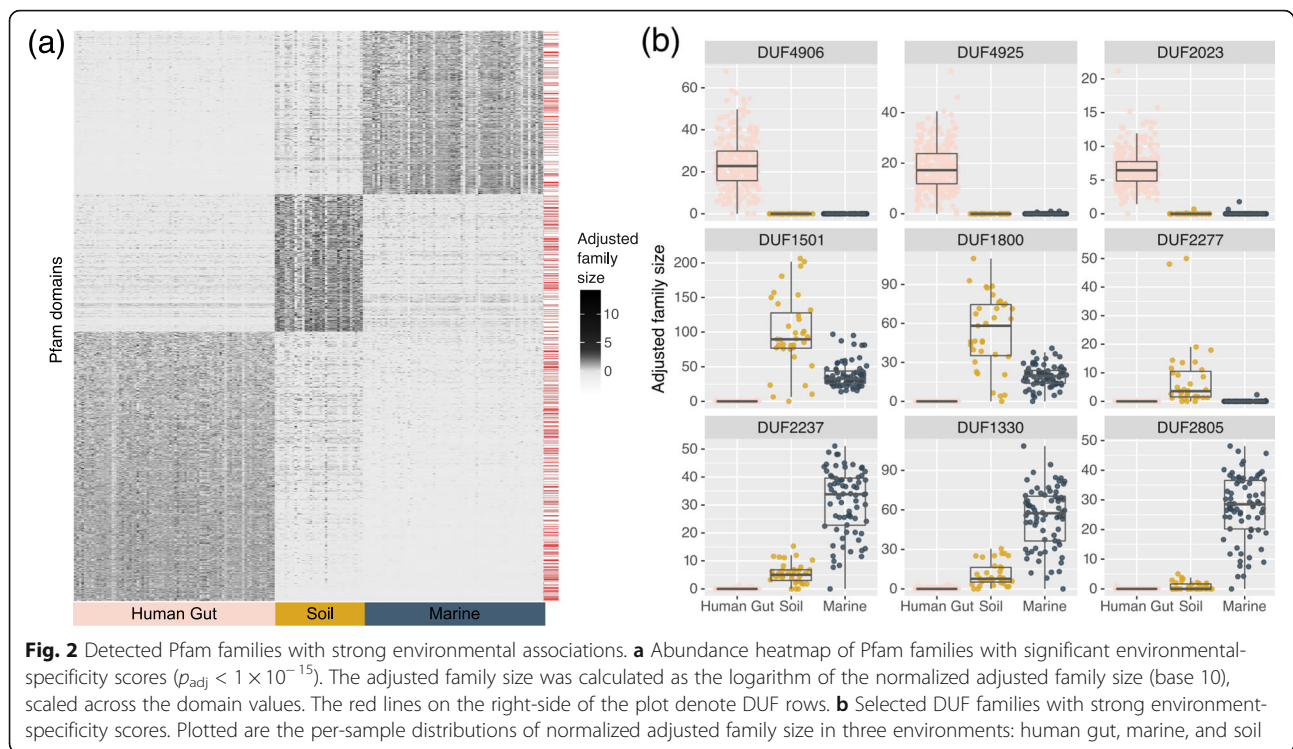 (a)
Pfam domains
Human Gut
Soil
Marine
Adjusted
family
size
10
5
0
(b)
Adjusted family size
DUF4906
60
40
20
0
DUF4925
40
20
0
DUF2023
20
15
10
5
0
DUF1501
200
150
100
50
0
DUF1800
90
60
30
0
DUF2277
50
40
30
20
10
0
DUF2237
50
40
30
20
10
0
DUF1330
90
60
30
0
DUF2805
50
40
30
20
10
0
Human Gut Soil Marine
Human Gut Soil Marine
Human Gut Soil Marine
Fig. 2 Detected Pfam families with strong environmental associations. a Abundance heatmap of Pfam families with significant environmental-
specificity scores (padj < 1 × 10− 15). The adjusted family size was calculated as the logarithm of the normalized adjusted family size (base 10),
scaled across the domain values. The red lines on the right-side of the plot denote DUF rows. b Selected DUF families with strong environment-
specificity scores. Plotted are the per-sample distributions of normalized adjusted family size in three environments: human gut, marine, and soil